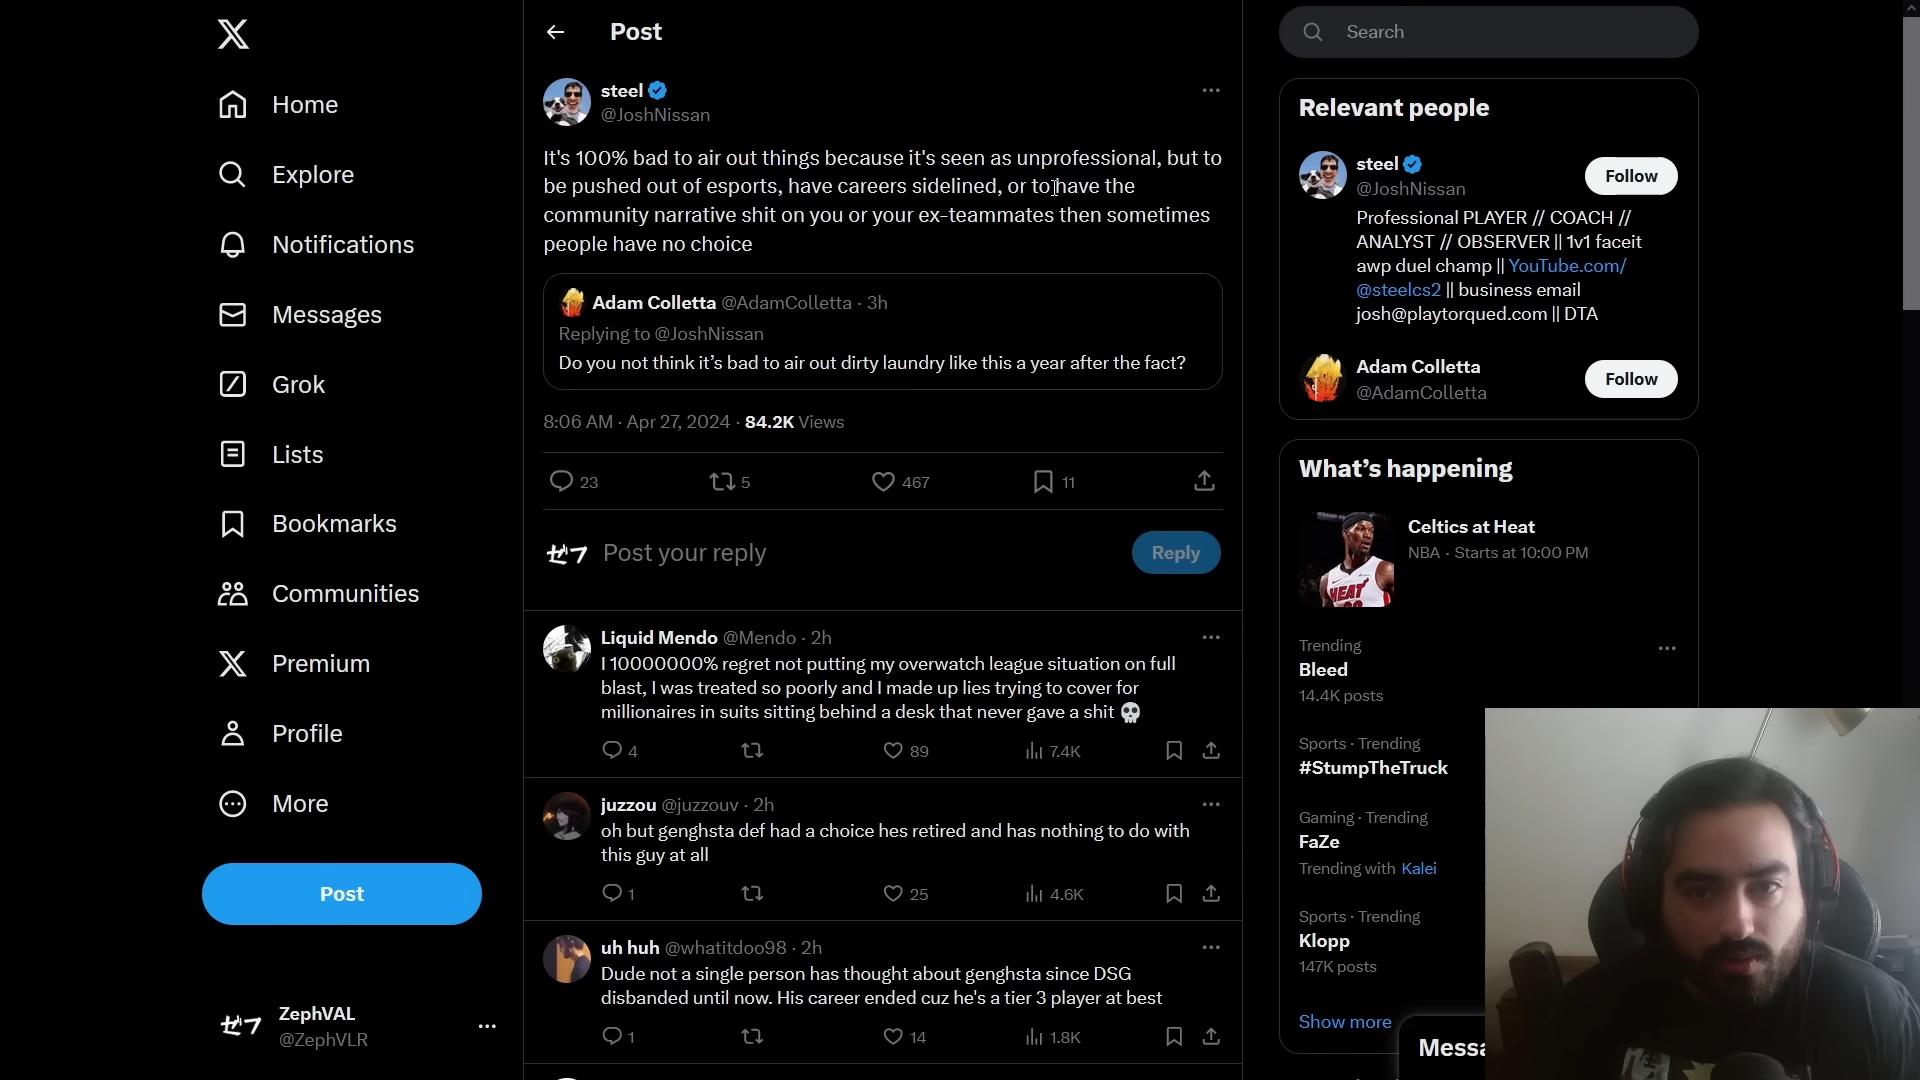 Home
Explore
Notifications
Messages
Grok
Lists
Bookmarks
Communities
Premium
Profile
More
Post
ゼフ
ZephVAL
@ZephVLR
Post
steel
@JoshNissan
It's 100% bad to air out things because it's seen as unprofessional, but to
be pushed out of esports, have careers sidelined, or to have the
community narrative shit on you or your ex-teammates then sometimes
people have no choice
Adam Colletta @AdamColletta · 3h
Replying to @JoshNissan
Do you not think it’s bad to air out dirty laundry like this a year after the fact?
8:06 AM · Apr 27, 2024 · 84.2K Views
23 5 467 11
ゼフ Post your reply Reply
Liquid Mendo @Mendo · 2h
I 10000000% regret not putting my overwatch league situation on full
blast, I was treated so poorly and I made up lies trying to cover for
millionaires in suits sitting behind a desk that never gave a shit 💀
4 89 7.4K
juzzou @juzzouv · 2h
oh but genghsta def had a choice hes retired and has nothing to do with
this guy at all
1 25 4.6K
uh huh @whatitdoo98 · 2h
Dude not a single person has thought about genghsta since DSG
disbanded until now. His career ended cuz he's a tier 3 player at best
1 14 1.8K
Search
Relevant people
steel
@JoshNissan
Follow
Professional PLAYER // COACH //
ANALYST // OBSERVER || 1v1 faceit
awp duel champ || YouTube.com/
@steelcs2 || business email
josh@playtorqued.com || DTA
Adam Colletta
@AdamColletta
Follow
What’s happening
Celtics at Heat
NBA · Starts at 10:00 PM
HEAT
Trending
Bleed
14.4K posts
Sports · Trending
#StumpTheTruck
Gaming · Trending
FaZe
Trending with Kalei
Sports · Trending
Klopp
147K posts
Show more
Messa